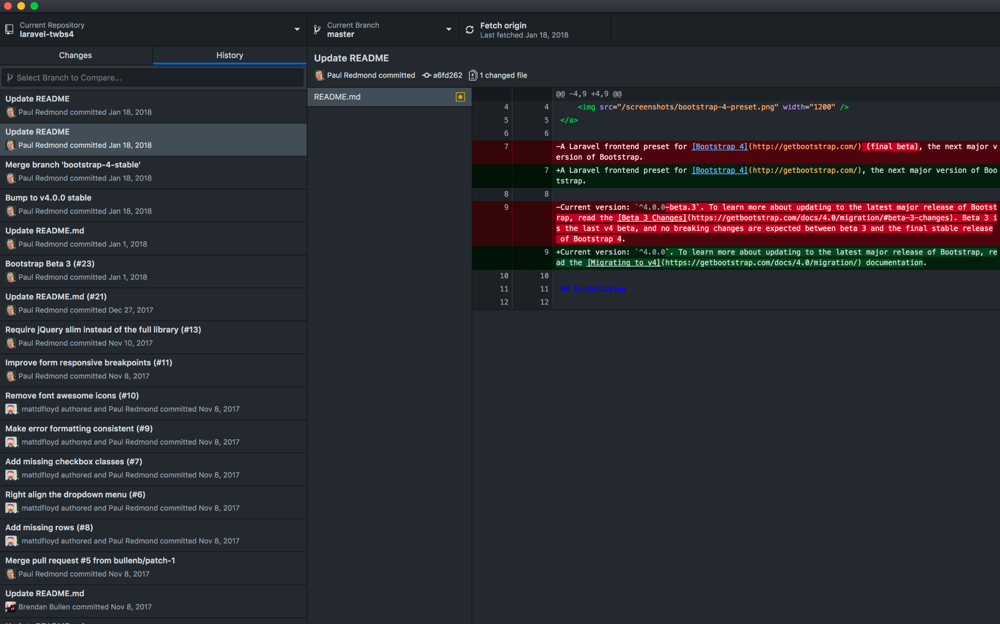 Current Repository
laravel-twbs4
Current Branch
master
Fetch origin
Last fetched Jan 18, 2018
Changes
History
Select Branch to Compare...
Update README
Paul Redmond committed Jan 18, 2018
Update README
Paul Redmond committed Jan 18, 2018
Merge branch 'bootstrap-4-stable'
Paul Redmond committed Jan 18, 2018
Bump to v4.0.0 stable
Paul Redmond committed Jan 18, 2018
Update README.md
Paul Redmond committed Jan 1, 2018
Bootstrap Beta 3 (#23)
Paul Redmond committed Jan 1, 2018
Update README.md (#21)
Paul Redmond committed Dec 27, 2017
Require jQuery slim instead of the full library (#13)
Paul Redmond committed Nov 10, 2017
Improve form responsive breakpoints (#11)
Paul Redmond committed Nov 8, 2017
Remove font awesome icons (#10)
mattdfloyd authored and Paul Redmond committed Nov 8, 2017
Make error formatting consistent (#9)
mattdfloyd authored and Paul Redmond committed Nov 8, 2017
Add missing checkbox classes (#7)
mattdfloyd authored and Paul Redmond committed Nov 8, 2017
Right align the dropdown menu (#6)
mattdfloyd authored and Paul Redmond committed Nov 8, 2017
Add missing rows (#8)
mattdfloyd authored and Paul Redmond committed Nov 8, 2017
Merge pull request #5 from bullenb/patch-1
Paul Redmond committed Nov 8, 2017
Update README.md
Brendan Bullen committed Nov 8, 2017
Update README
Paul Redmond committed a6fd262 1 changed file
README.md
@@ -4,9 +4,9 @@
4 4 <img src="/screenshots/bootstrap-4-preset.png" width="1200" />
5 5 </a>
6 6
7 -A Laravel frontend preset for [Bootstrap 4](http://getbootstrap.com/) (final beta), the next major v
ersion of Bootstrap.
7 +A Laravel frontend preset for [Bootstrap 4](http://getbootstrap.com/), the next major version of Boo
tstrap.
8 8
9 -Current version: `^4.0.0-beta.3`. To learn more about updating to the latest major release of Bootst
rap, read the [Beta 3 Changes](https://getbootstrap.com/docs/4.0/migration/#beta-3-changes). Beta 3 i
s the last v4 beta, and no breaking changes are expected between beta 3 and the final stable release
of Bootstrap 4.
9 +Current version: `^4.0.0`. To learn more about updating to the latest major release of Bootstrap, re
ad the [Migrating to v4](https://getbootstrap.com/docs/4.0/migration/) documentation.
10 10
11 11 ## Installation
12 12